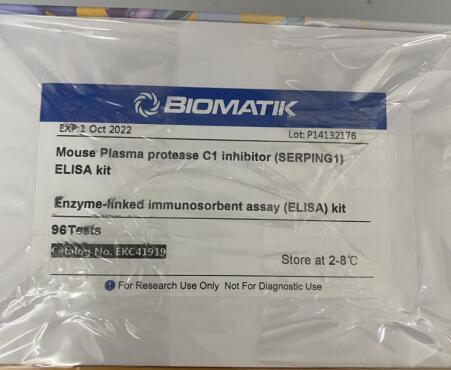 BIOMATIK
EXP:1 Oct 2022 Lot: P14132176
Mouse Plasma protease C1 inhibitor (SERPING1)
ELISA kit
Enzyme-linked immunosorbent assay (ELISA) kit
96Tests
Catalog No. EKC41919
Store at 2-8℃
For Research Use Only Not For Diagnostic Use